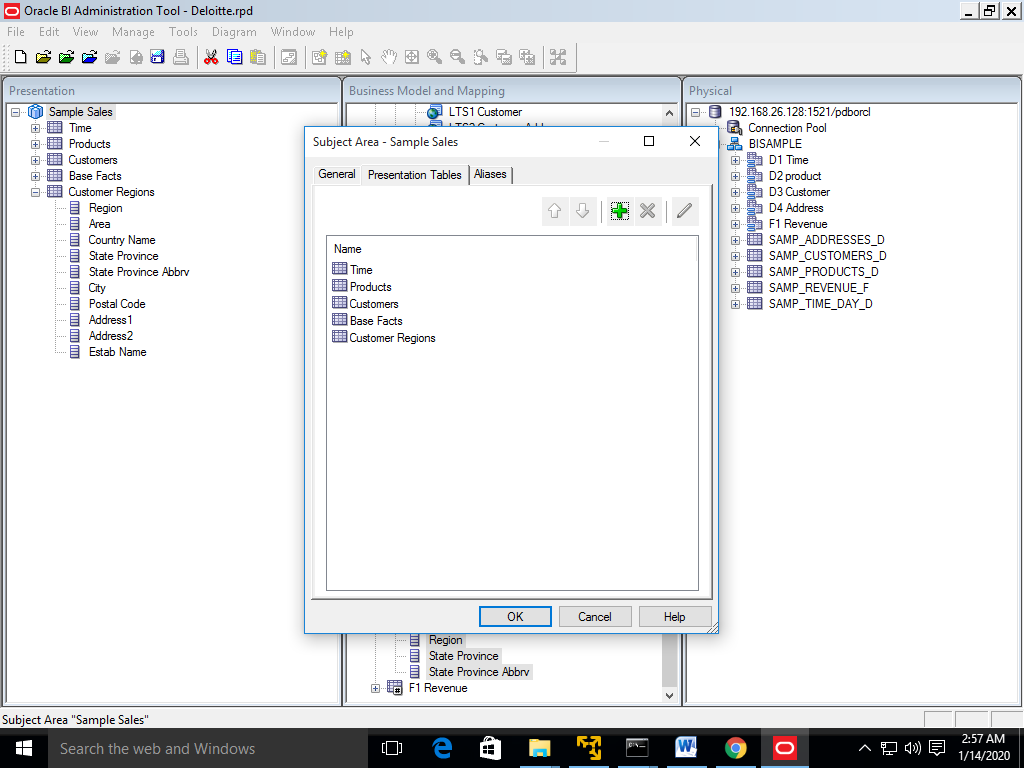 Oracle BI Administration Tool - Deloitte.rpd
File Edit View Manage Tools Diagram Window Help
Presentation
Sample Sales
Time
Products
Customers
Base Facts
Customer Regions
Region
Area
Country Name
State Province
State Province Abbrv
City
Postal Code
Address1
Address2
Estab Name
Business Model and Mapping
LTS1 Customer
Subject Area - Sample Sales
General Presentation Tables Aliases
Name
Time
Products
Customers
Base Facts
Customer Regions
OK Cancel Help
Region
State Province
State Province Abbrv
F1 Revenue
Physical
192.168.26.128:1521/pdborcl
Connection Pool
BISAMPLE
D1 Time
D2 product
D3 Customer
D4 Address
F1 Revenue
SAMP_ADDRESSES_D
SAMP_CUSTOMERS_D
SAMP_PRODUCTS_D
SAMP_REVENUE_F
SAMP_TIME_DAY_D
Subject Area "Sample Sales"
Search the web and Windows
2:57 AM
1/14/2020